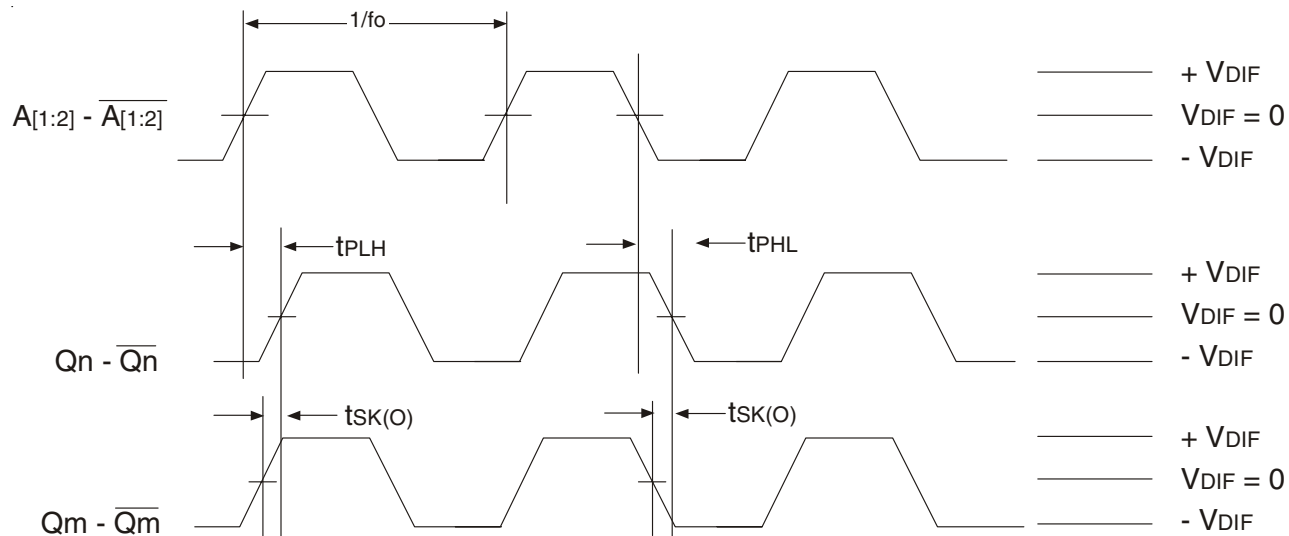 1/fo
+ VDIF
A[1:2] - A[1:2]
VDIF = 0
- VDIF
tPLH
tPHL
+ VDIF
VDIF = 0
Qn - Qn
- VDIF
tSK(O)
tSK(O)
+ VDIF
VDIF = 0
Qm - Qm
- VDIF